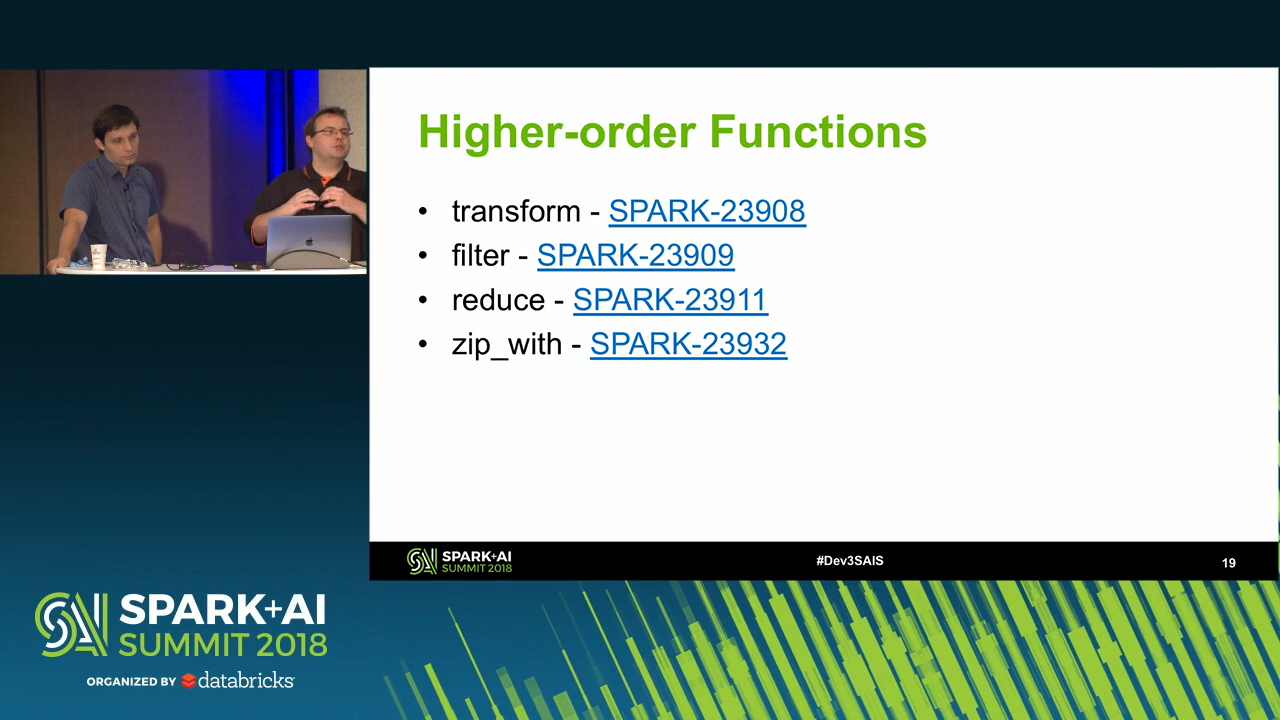 Higher-order Functions
• transform - SPARK-23908
• filter - SPARK-23909
• reduce - SPARK-23911
• zip_with - SPARK-23932
SPARK+AI
SUMMIT 2018
#Dev3SAIS
19
SPARK+AI
SUMMIT 2018
ORGANIZED BY databricks